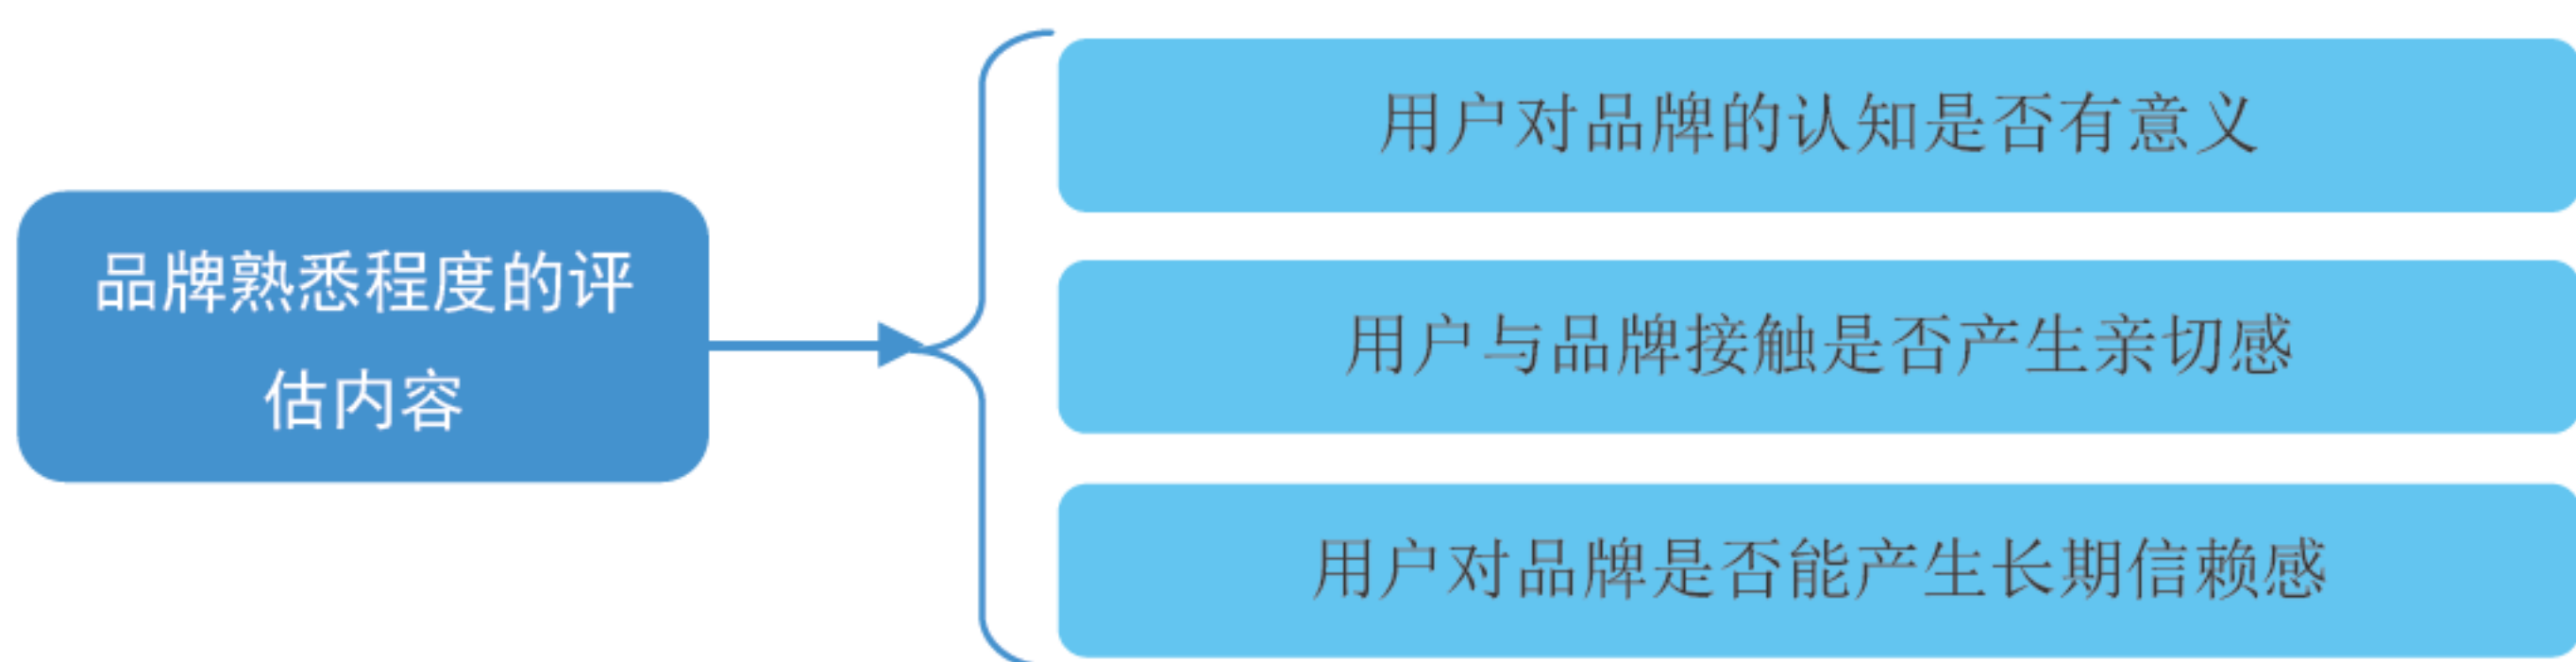 品牌熟悉程度的评
估内容
用户对品牌的认知是否有意义
用户与品牌接触是否产生亲切感
用户对品牌是否能产生长期信赖感